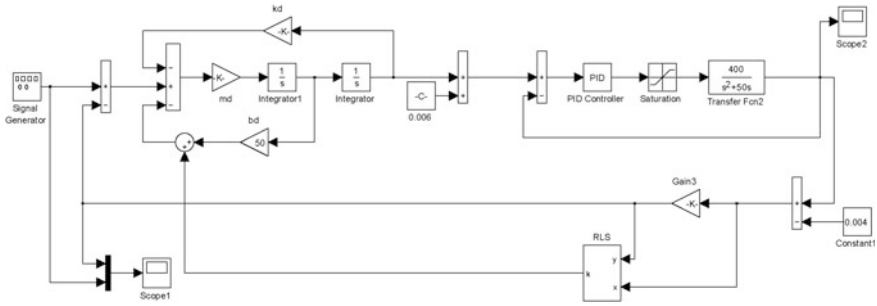 kd
-K-
Scope2
Signal
Generator
+
-
-
+
-
-K-
md
1
s
Integrator1
1
s
Integrator
+
+
-C-
0.006
+
-
PID
PID Controller
Saturation
400
s²+50s
Transfer Fcn2
bd
50
+
+
Gain3
-K-
+
-
0.004
Constant1
RLS
y
k
x
Scope1